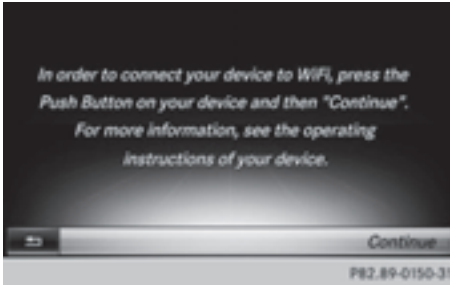 In order to connect your device to WiFi, press the
Push Button on your device and then "Continue".
For more information, see the operating
instructions of your device.
Continue
P82.89-0150-31